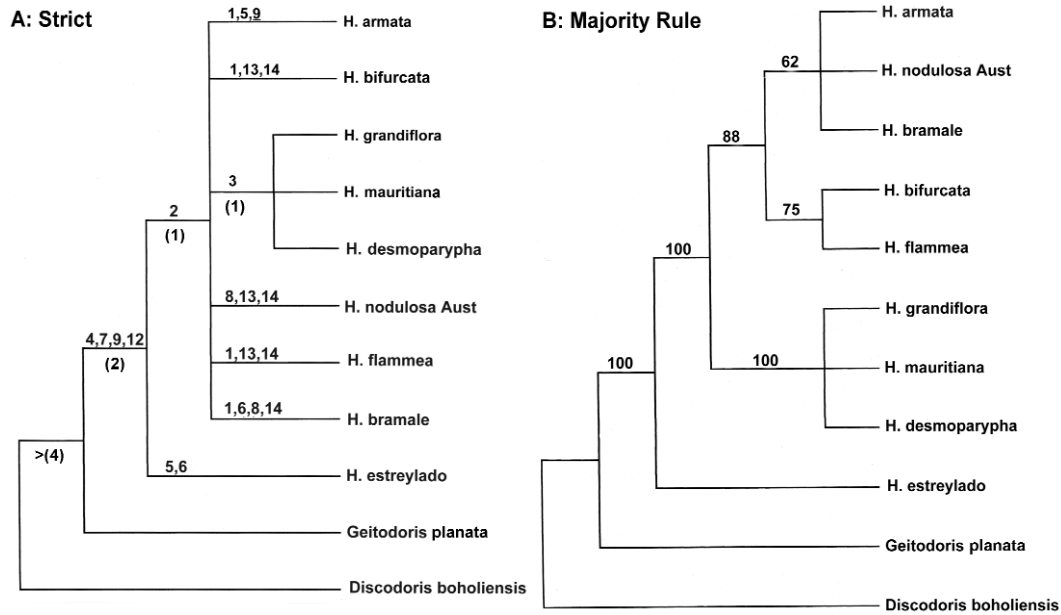 A: Strict
1,5,9
H. armata
1,13,14
H. bifurcata
H. grandiflora
3
(1)
H. mauritiana
2
(1)
H. desmoparypha
8,13,14
H. nodulosa Aust
4,7,9,12
(2)
1,13,14
H. flammea
1,6,8,14
H. bramale
>(4)
5,6
H. estreylado
Geitodoris planata
Discodoris boholiensis
B: Majority Rule
H. armata
62
H. nodulosa Aust
88
H. bramale
H. bifurcata
75
H. flammea
100
H. grandiflora
100
100
H. mauritiana
H. desmoparypha
H. estreylado
Geitodoris planata
Discodoris boholiensis